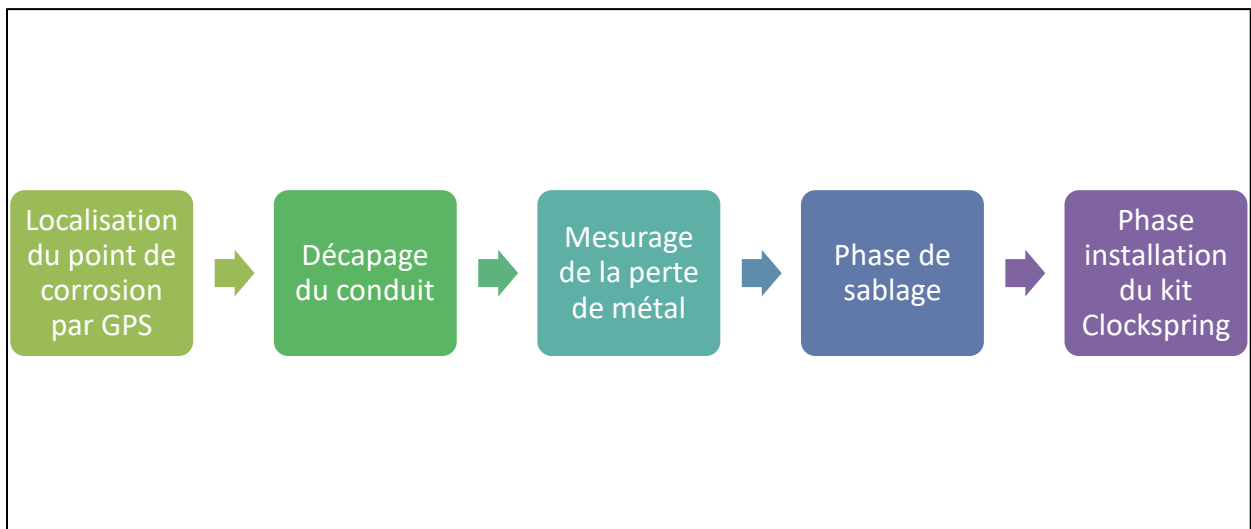 Localisation
du point de
corrosion
par GPS
Décapage
du conduit
Mesurage
de la perte
de métal
Phase de
sablage
Phase
installation
du kit
Clockspring